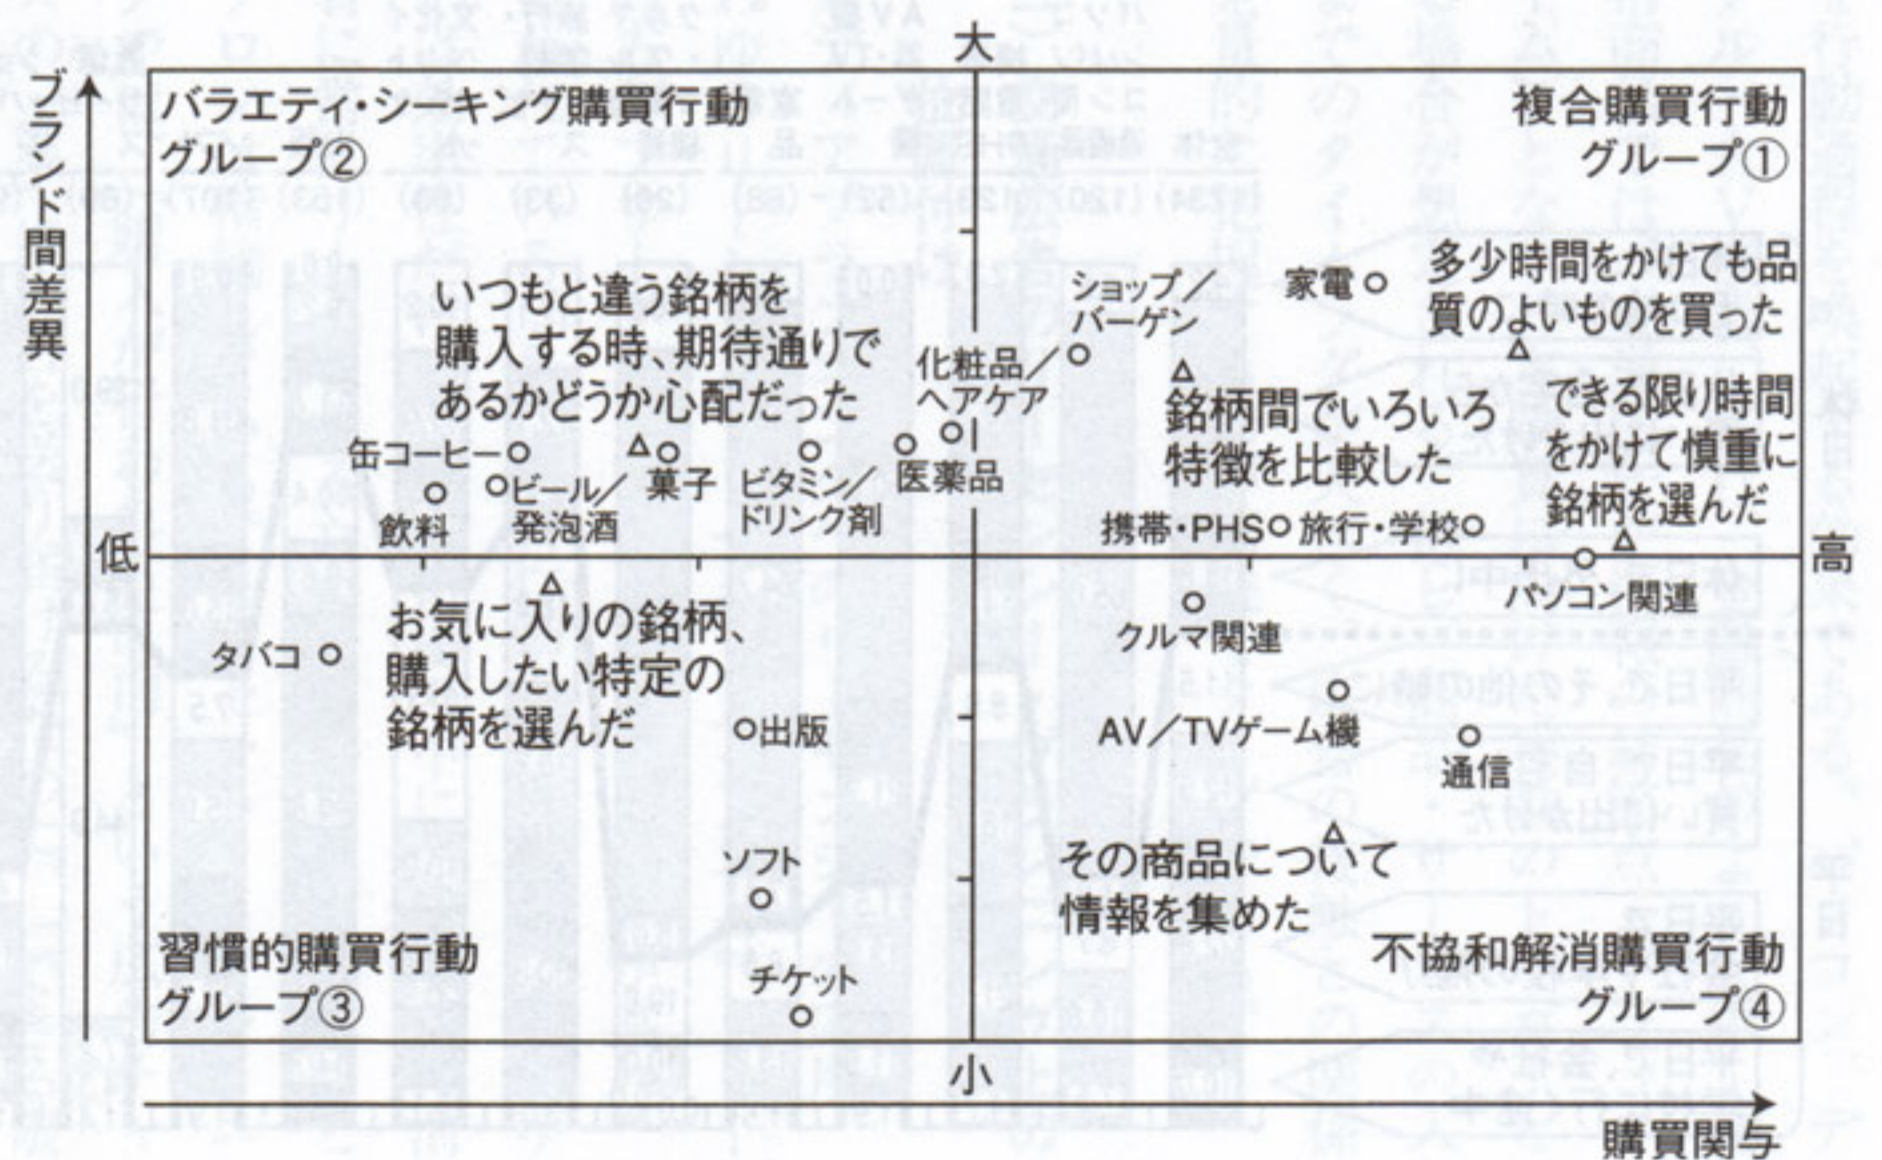 大
ブランド間差異
バラエティ・シーキング購買行動
グループ②
複合購買行動
グループ①
いつもと違う銘柄を
購入する時、期待通りで
あるかどうか心配だった
ショップ／
バーゲン
家電
多少時間をかけても品
質のよいものを買った
化粧品／
ヘアケア
銘柄間でいろいろ
特徴を比較した
できる限り時間
をかけて慎重に
銘柄を選んだ
缶コーヒー
飲料
ビール／
発泡酒
菓子
ビタミン／
ドリンク剤
医薬品
携帯・PHS
旅行・学校
低
高
パソコン関連
お気に入りの銘柄、
購入したい特定の
銘柄を選んだ
タバコ
出版
クルマ関連
AV／TVゲーム機
通信
ソフト
その商品について
情報を集めた
チケット
習慣的購買行動
グループ③
不協和解消購買行動
グループ④
小
購買関与